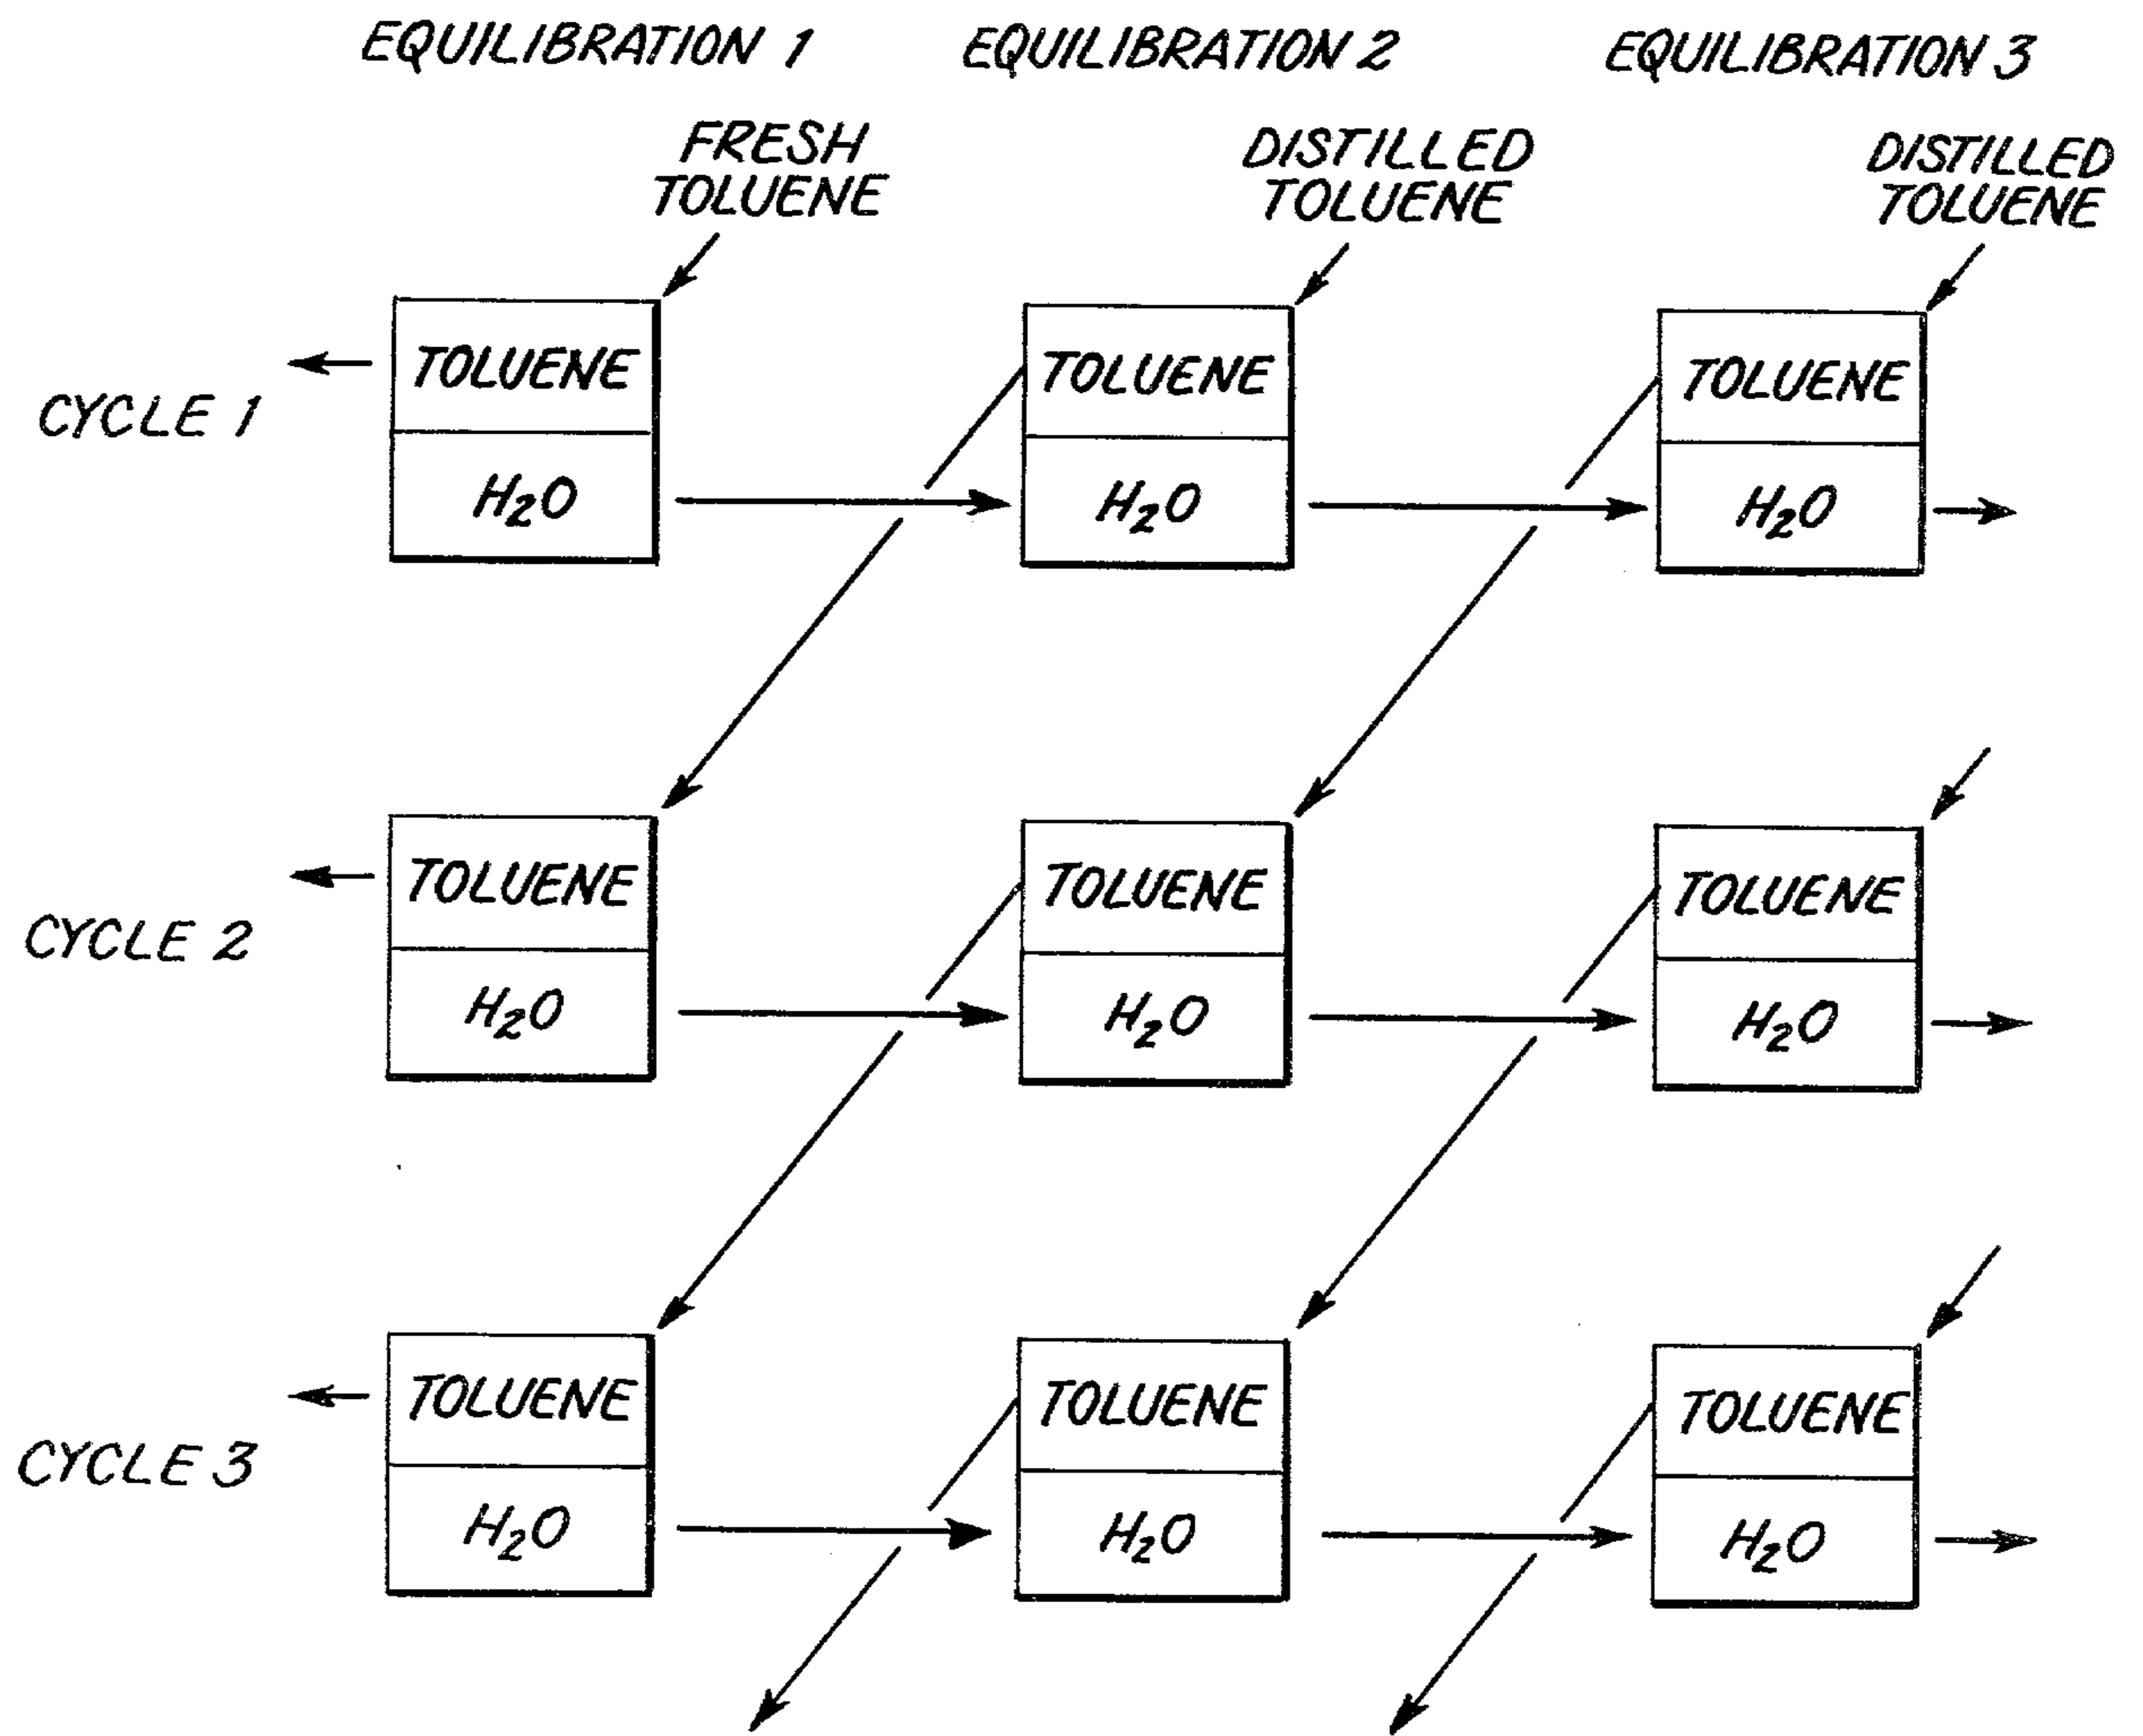 EQUILIBRATION 1 EQUILIBRATION 2 EQUILIBRATION 3
FRESH TOLUENE
DISTILLED TOLUENE
DISTILLED TOLUENE
CYCLE 1
TOLUENE TOLUENE TOLUENE
H₂O H₂O H₂O
CYCLE 2
TOLUENE TOLUENE TOLUENE
H₂O H₂O H₂O
CYCLE 3
TOLUENE TOLUENE TOLUENE
H₂O H₂O H₂O